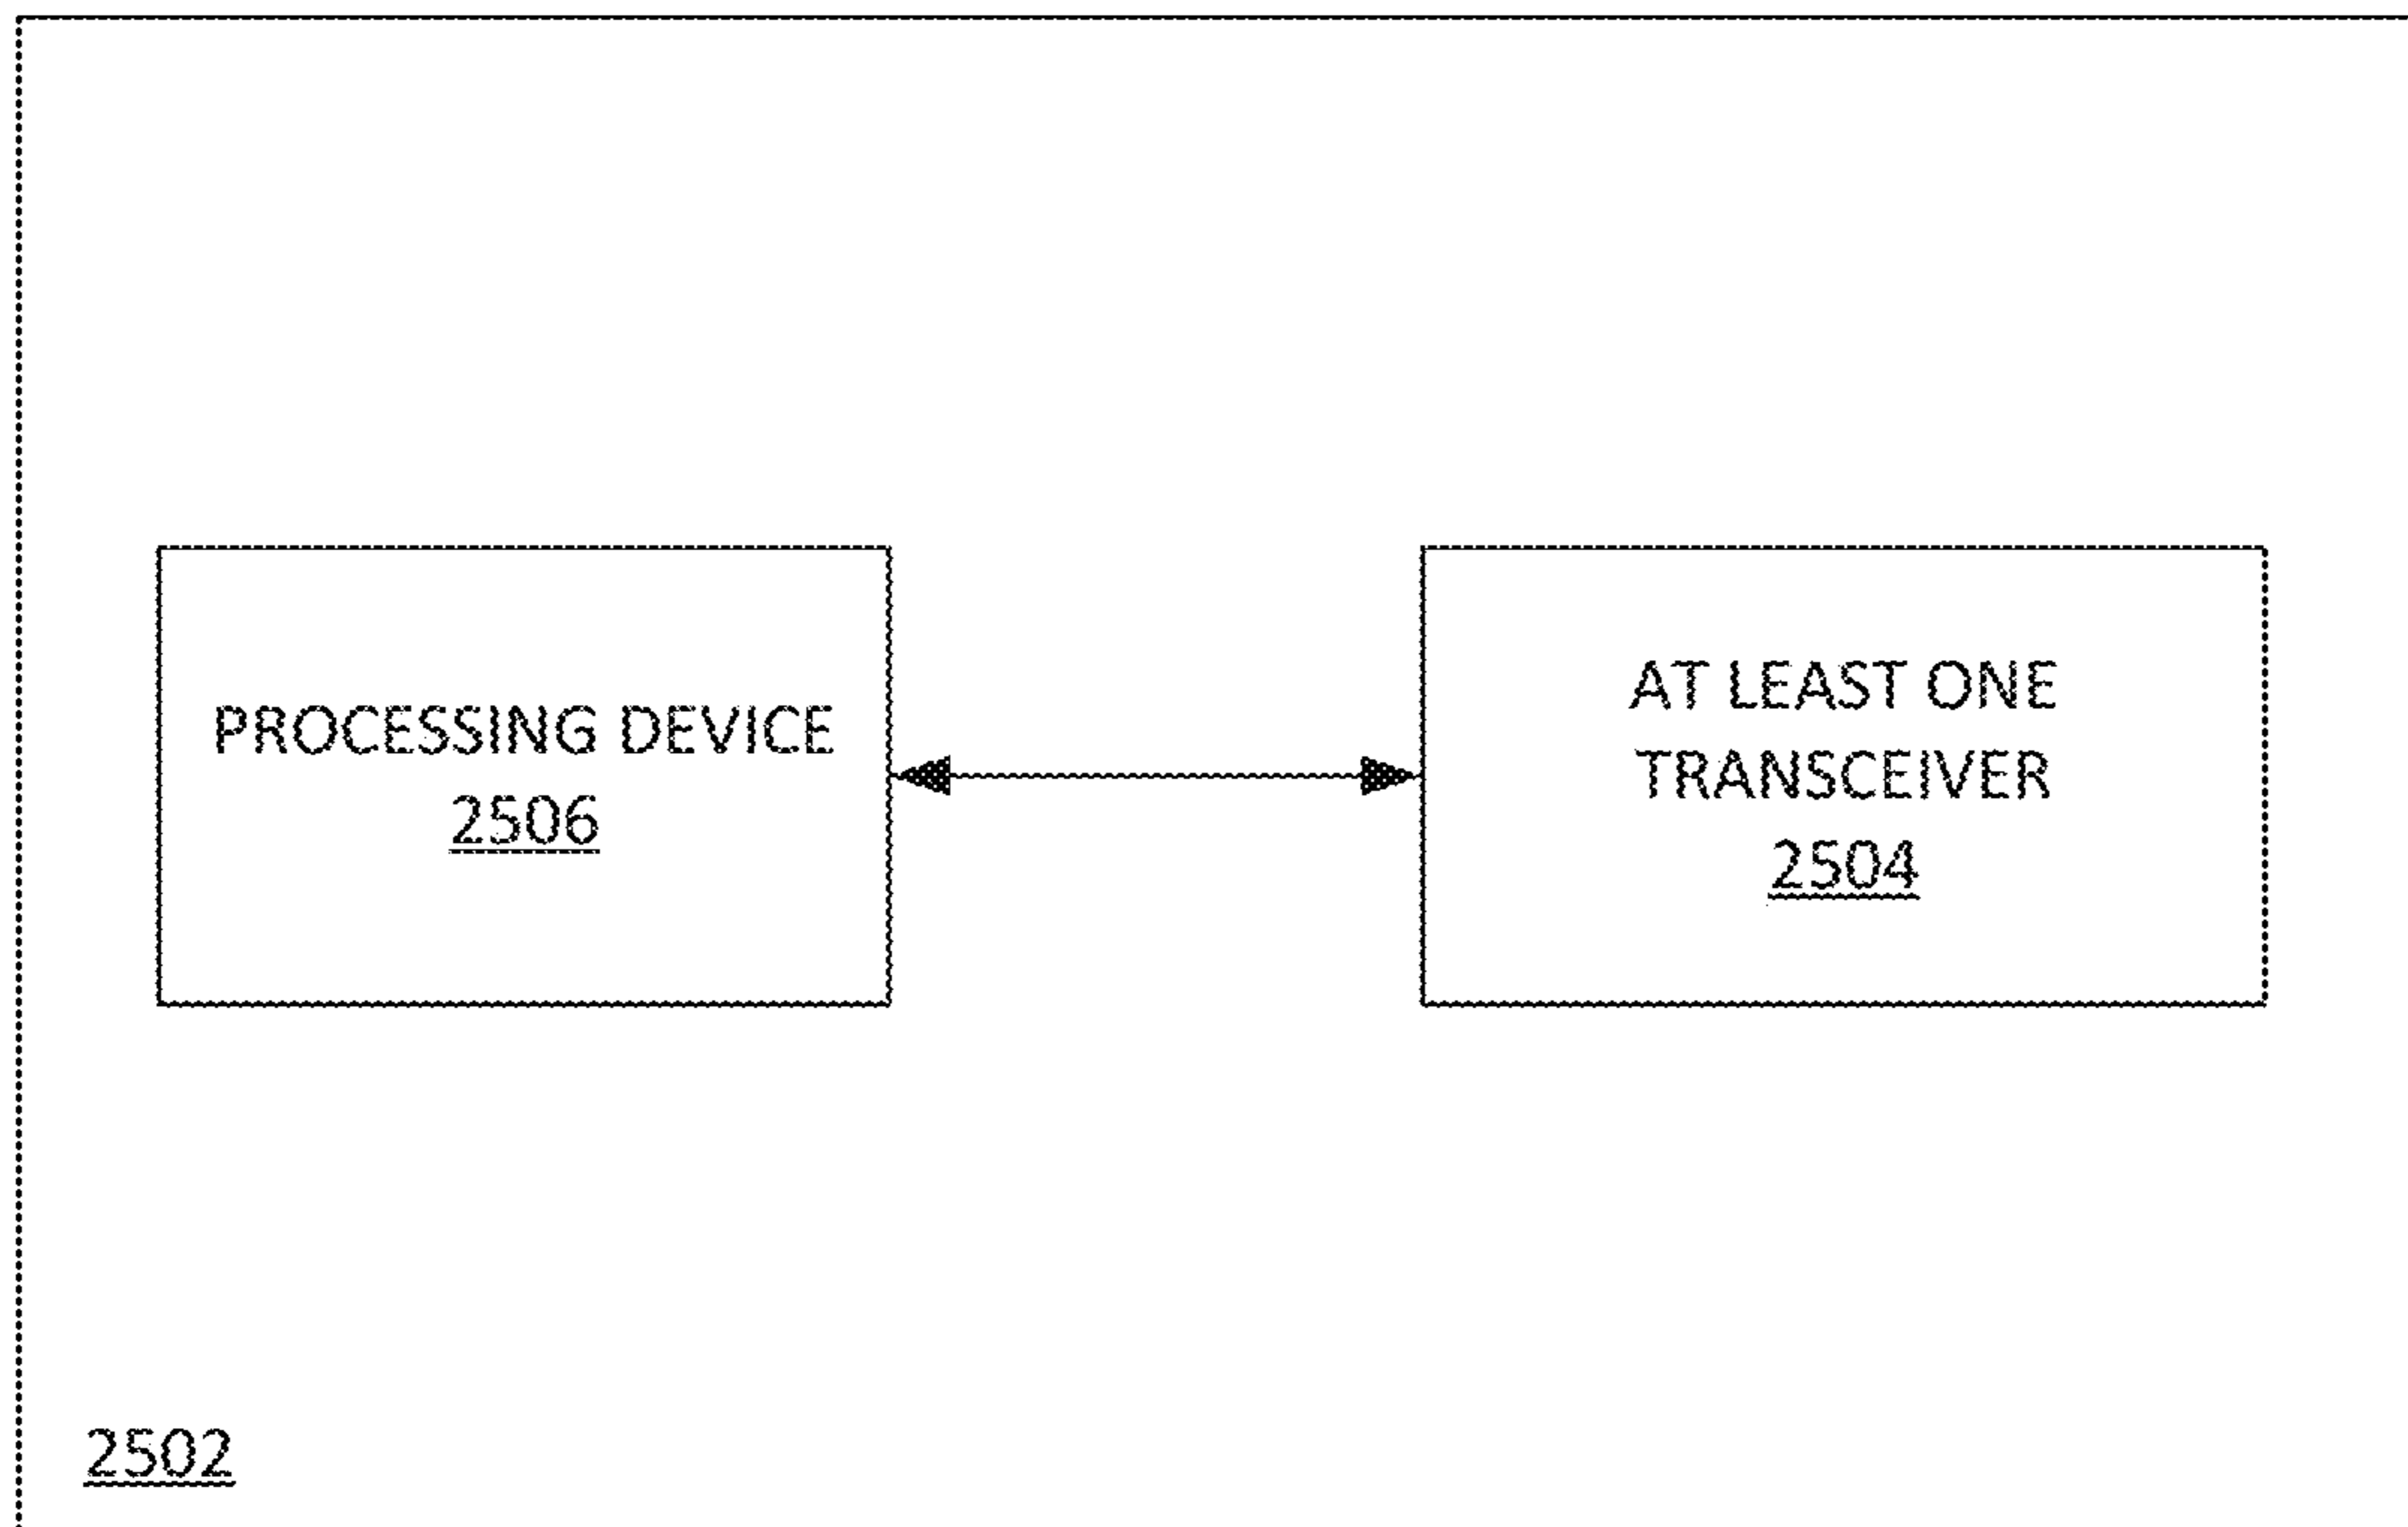 PROCESSING DEVICE
2506
AT LEAST ONE
TRANSCEIVER
2504
2502